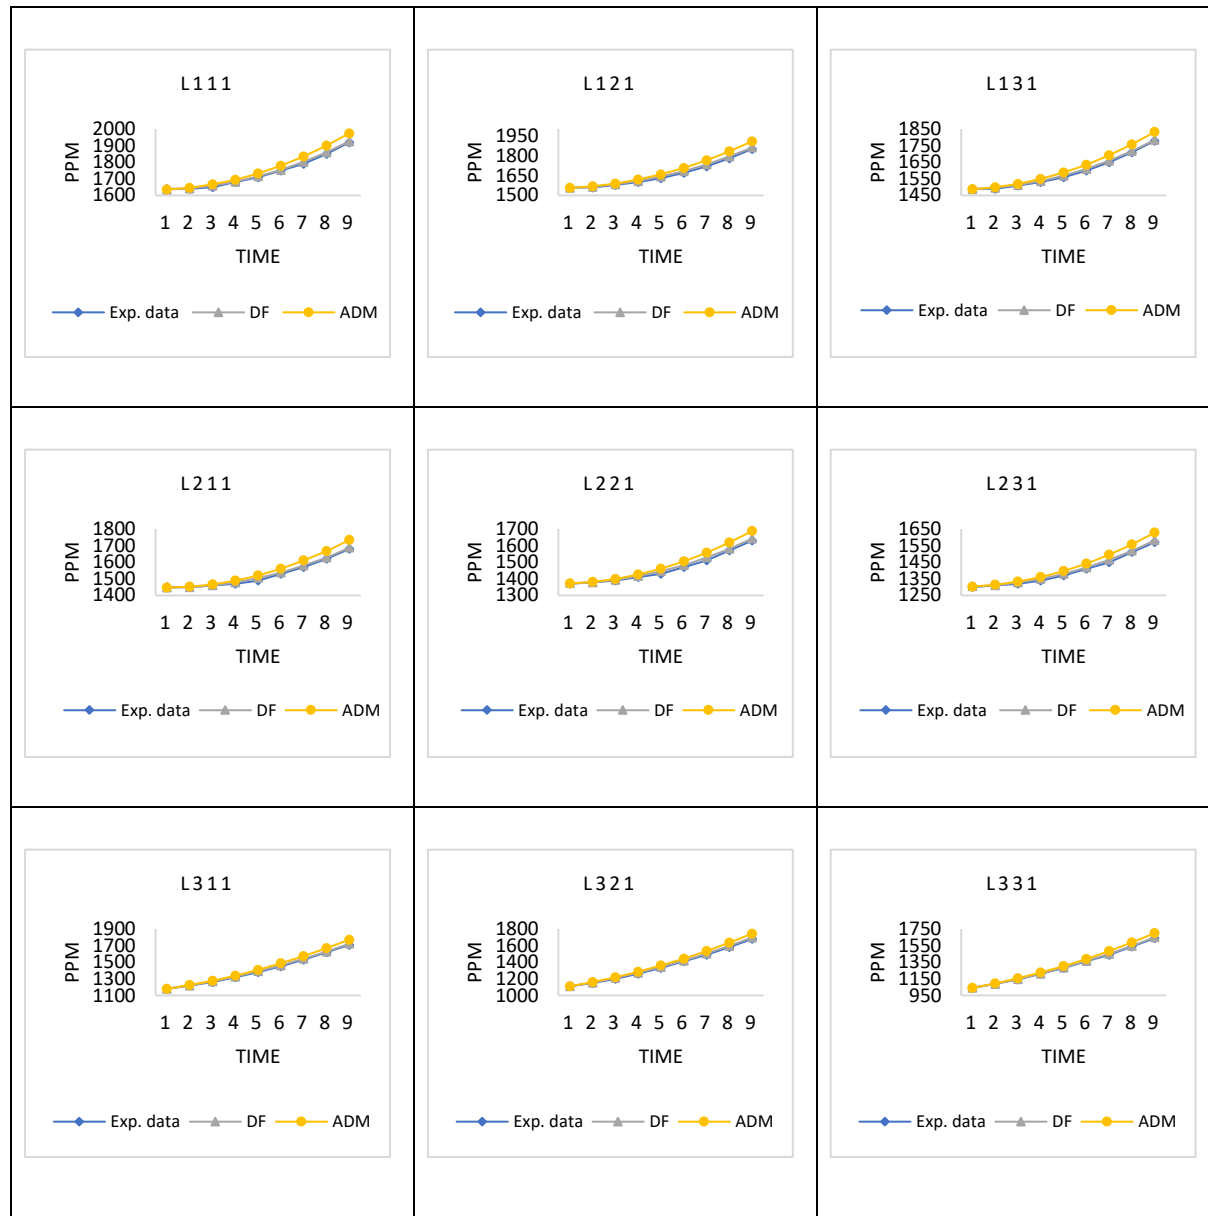 L111
PPM
2000
1900
1800
1700
1600
1 2 3 4 5 6 7 8 9
TIME
Exp. data DF ADM
L121
PPM
1950
1800
1650
1500
1 2 3 4 5 6 7 8 9
TIME
Exp. data DF ADM
L131
PPM
1850
1750
1650
1550
1450
1 2 3 4 5 6 7 8 9
TIME
Exp. data DF ADM
L211
PPM
1800
1700
1600
1500
1400
1 2 3 4 5 6 7 8 9
TIME
Exp. data DF ADM
L221
PPM
1700
1600
1500
1400
1300
1 2 3 4 5 6 7 8 9
TIME
Exp. data DF ADM
L231
PPM
1650
1550
1450
1350
1250
1 2 3 4 5 6 7 8 9
TIME
Exp. data DF ADM
L311
PPM
1900
1700
1500
1300
1100
1 2 3 4 5 6 7 8 9
TIME
Exp. data DF ADM
L321
PPM
1800
1600
1400
1200
1000
1 2 3 4 5 6 7 8 9
TIME
Exp. data DF ADM
L331
PPM
1750
1550
1350
1150
950
1 2 3 4 5 6 7 8 9
TIME
Exp. data DF ADM